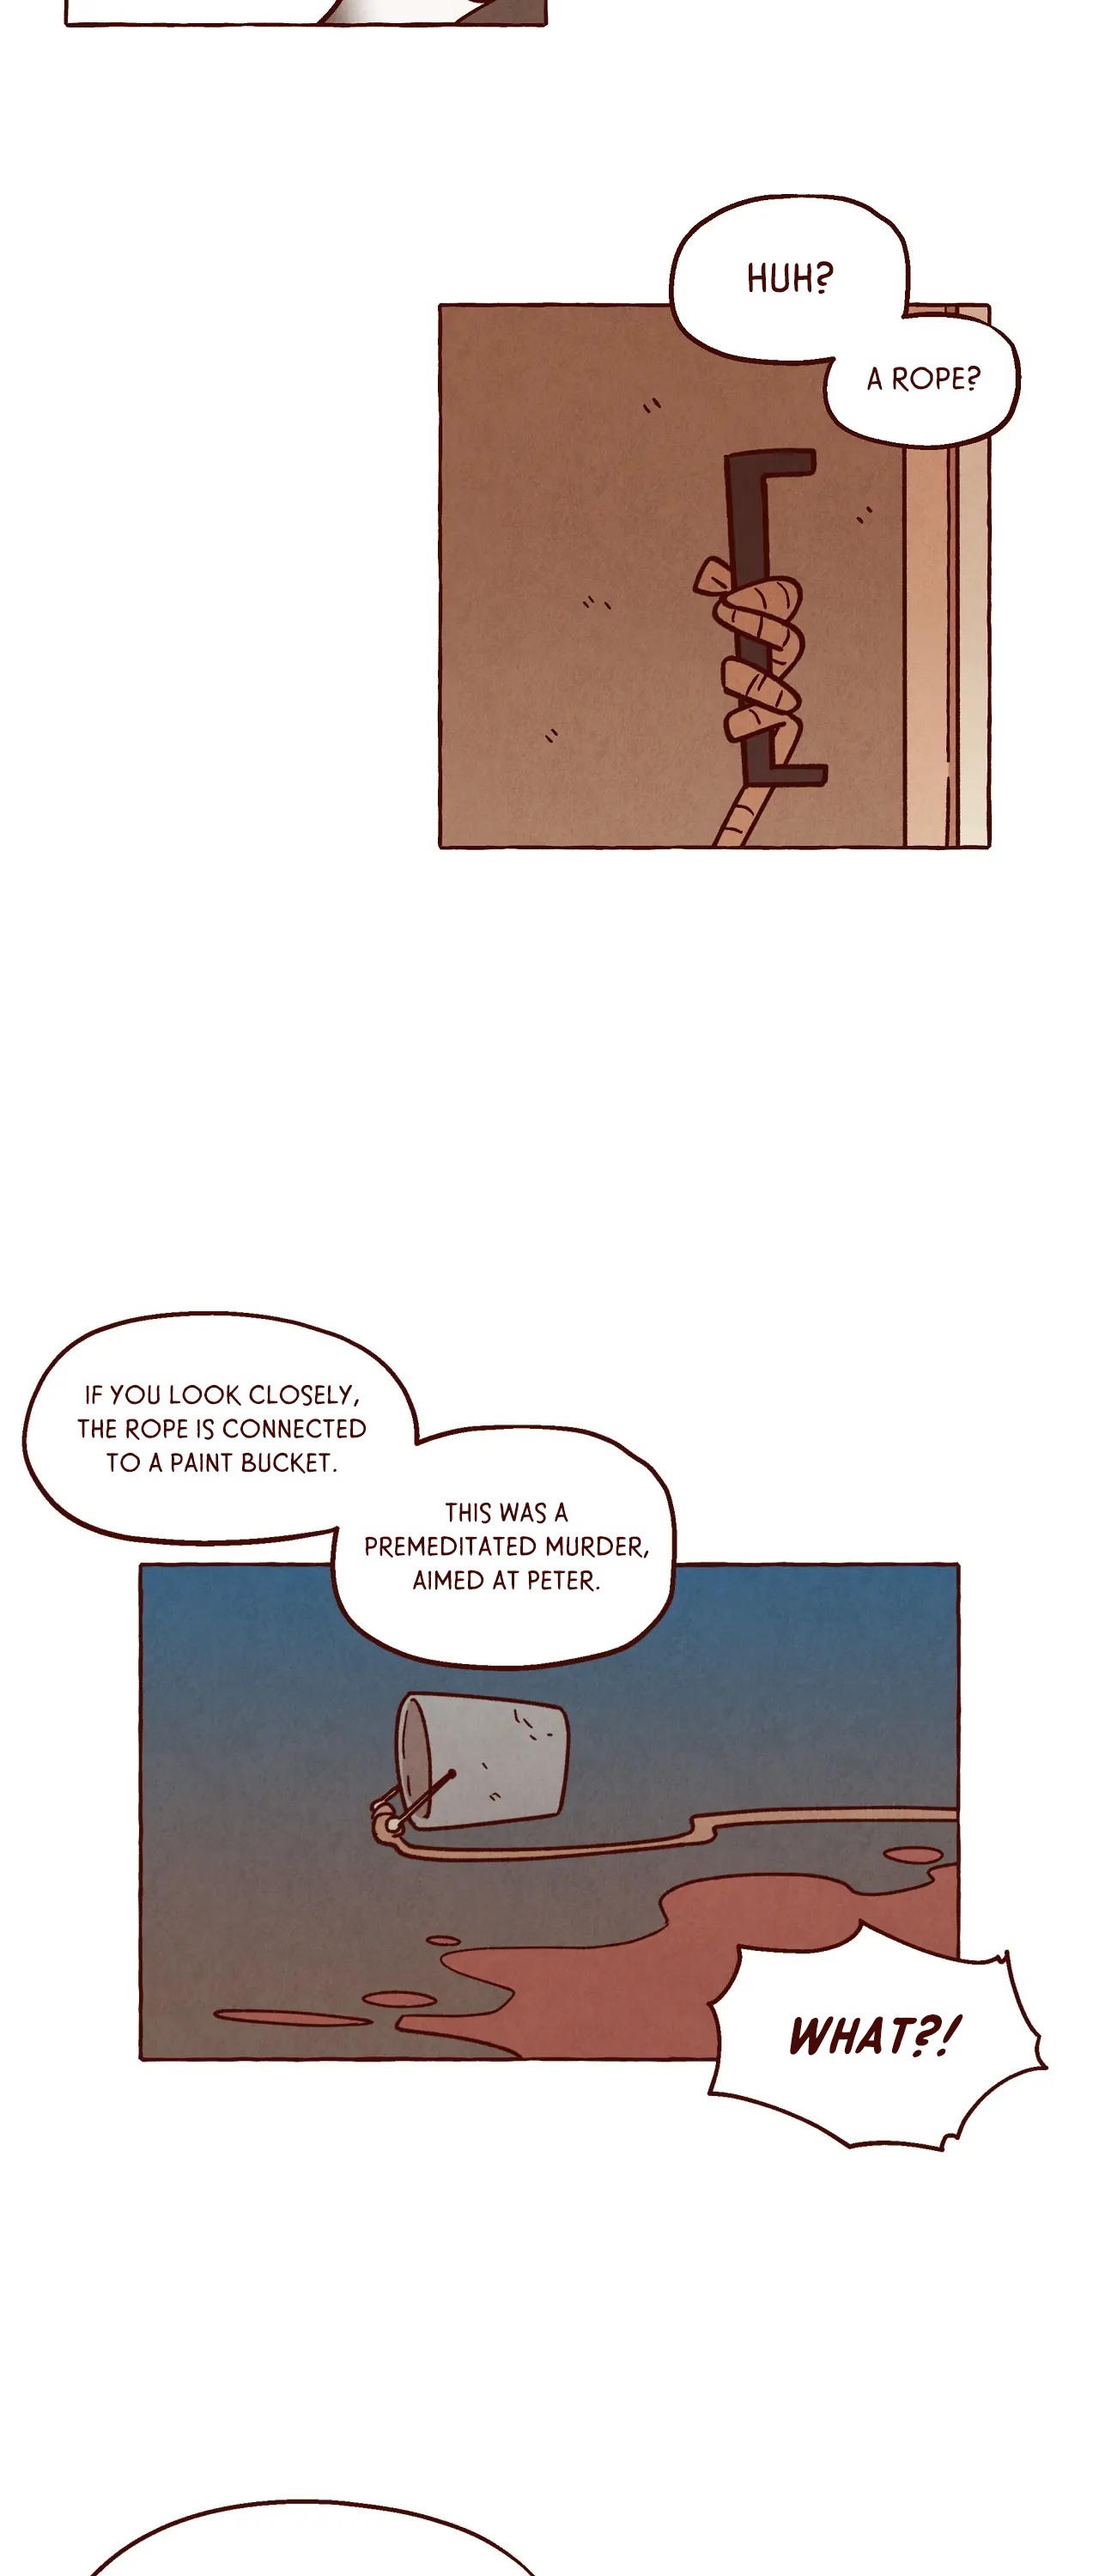 HUH?
A ROPE?
IF YOU LOOK CLOSELY,
THE ROPE IS CONNECTED
TO A PAINT BUCKET.
THIS WAS A
PREMEDITATED MURDER,
AIMED AT PETER.
WHAT?!